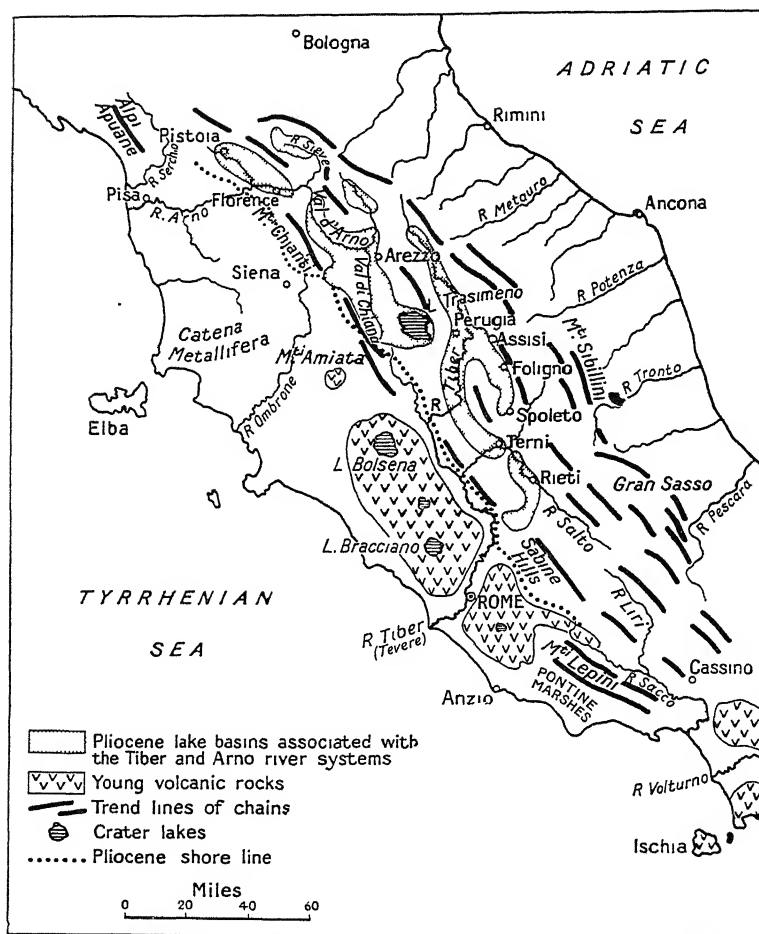 Bologna
ADRIATIC
SEA
Alpi
Apuane
Pistoia
R Sieve
Rimini
R Serchio
Pisa
R. Arno
Florence
Val d'Arno
R Metauro
Ancona
Mti Chianti
Siena
Arezzo
Val di Chiana
L
Trasimeno
R Potenza
Perugia
Assisi
Catena
Metallifera
Mti Amiata
Tiber
R
Foligno
Mti Sibillini
R Tronto
Elba
R Ombrone
Spoleto
Terni
L. Bolsena
Rieti
Gran Sasso
R Pescara
L. Bracciano
R Salto
Sabine
Hills
TYRRHENIAN
SEA
ROME
R Tiber
(Tevere)
R Liri
Mti Lepini
R Sacco
Cassino
Anzio
PONTINE
MARSHES
R Volturno
Ischia
Pliocene lake basins associated with
the Tiber and Arno river systems
Young volcanic rocks
Trend lines of chains
Crater lakes
Pliocene shore line
Miles
0 20 40 60